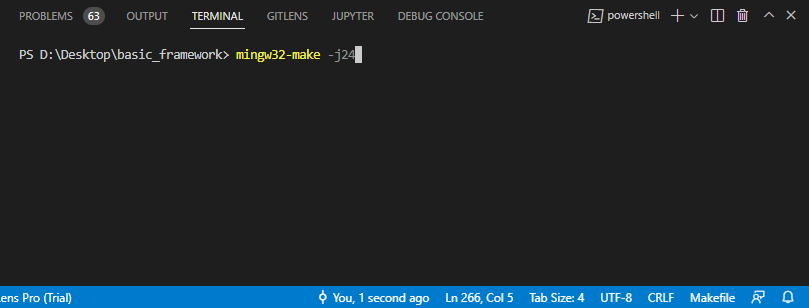 PROBLEMS 63 OUTPUT TERMINAL GITLENS JUPYTER DEBUG CONSOLE powershell
PS D:\Desktop\basic_framework> mingw32-make -j24
ens Pro (Trial) You, 1 second ago Ln 266, Col 5 Tab Size: 4 UTF-8 CRLF Makefile